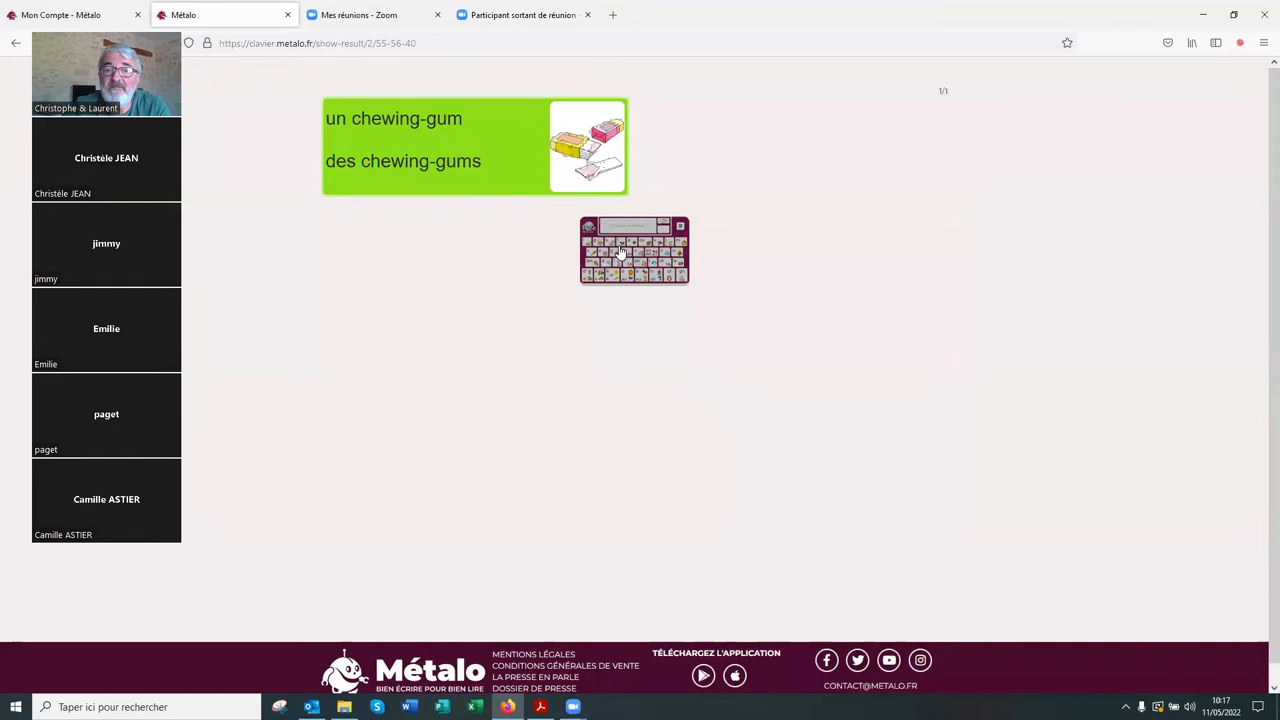 Mon Compte - Métalo
Métalo
Mes réunions - Zoom
Participant sortant de réunion
https://clavier.metalo.fr/show-result/2/55-56-40
Christophe & Laurent
Christèle JEAN
Christèle JEAN
jimmy
jimmy
Emilie
Emilie
paget
paget
Camille ASTIER
Camille ASTIER
un chewing-gum
des chewing-gums
1/1
Métalo
BIEN ÉCRIRE POUR BIEN LIRE
MENTIONS LÉGALES
CONDITIONS GÉNÉRALES DE VENTE
LA PRESSE EN PARLE
DOSSIER DE PRESSE
TÉLÉCHARGEZ L'APPLICATION
CONTACT@METALO.FR
Taper ici pour rechercher
10:17
11/05/2022